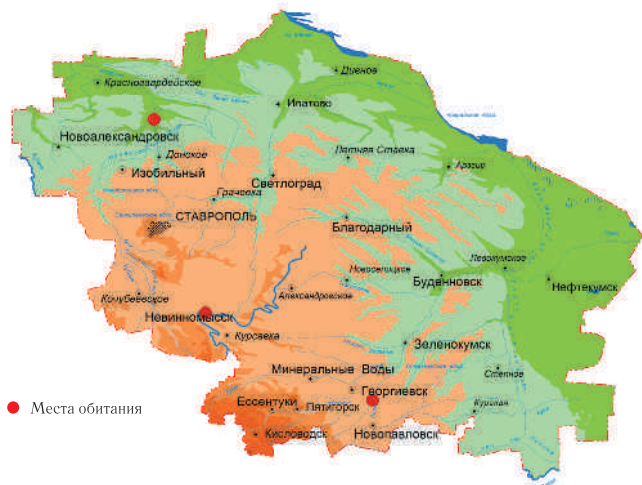 Дивное
Красногвардейское
Ипатово
Новоалександровск
Донское
Летняя Ставка
Арзгир
Изобильный
Светлоград
Грачевка
СТАВРОПОЛЬ
Благодарный
Левокумское
Новоселицкое
Буденновск
Нефтекумск
Кочубеевское
Александровское
Невинномысск
Курсавка
Зеленокумск
Минеральные Воды
Степное
Георгиевск
Ессентуки
Пятигорск
Курская
Места обитания
Новопавловск
Кисловодск